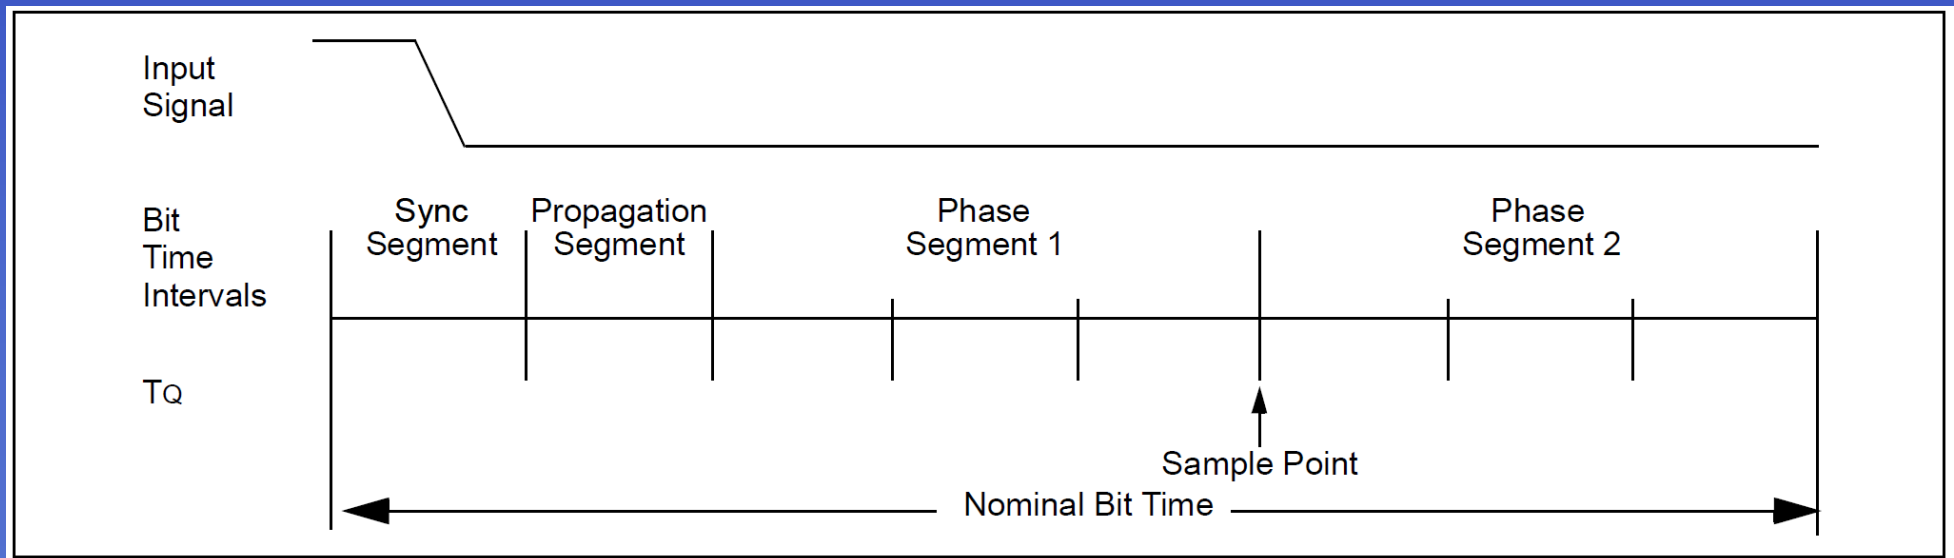 Input
Signal
Bit
Time
Intervals
Sync
Segment
Propagation
Segment
Phase
Segment 1
Phase
Segment 2
TQ
Sample Point
Nominal Bit Time